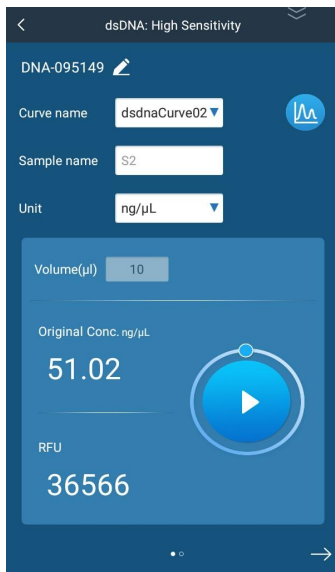 dsDNA: High Sensitivity
DNA-095149
Curve name dsdnaCurve02
Sample name S2
Unit ng/µL
Volume(µl) 10
Original Conc. ng/µL
51.02
RFU
36566